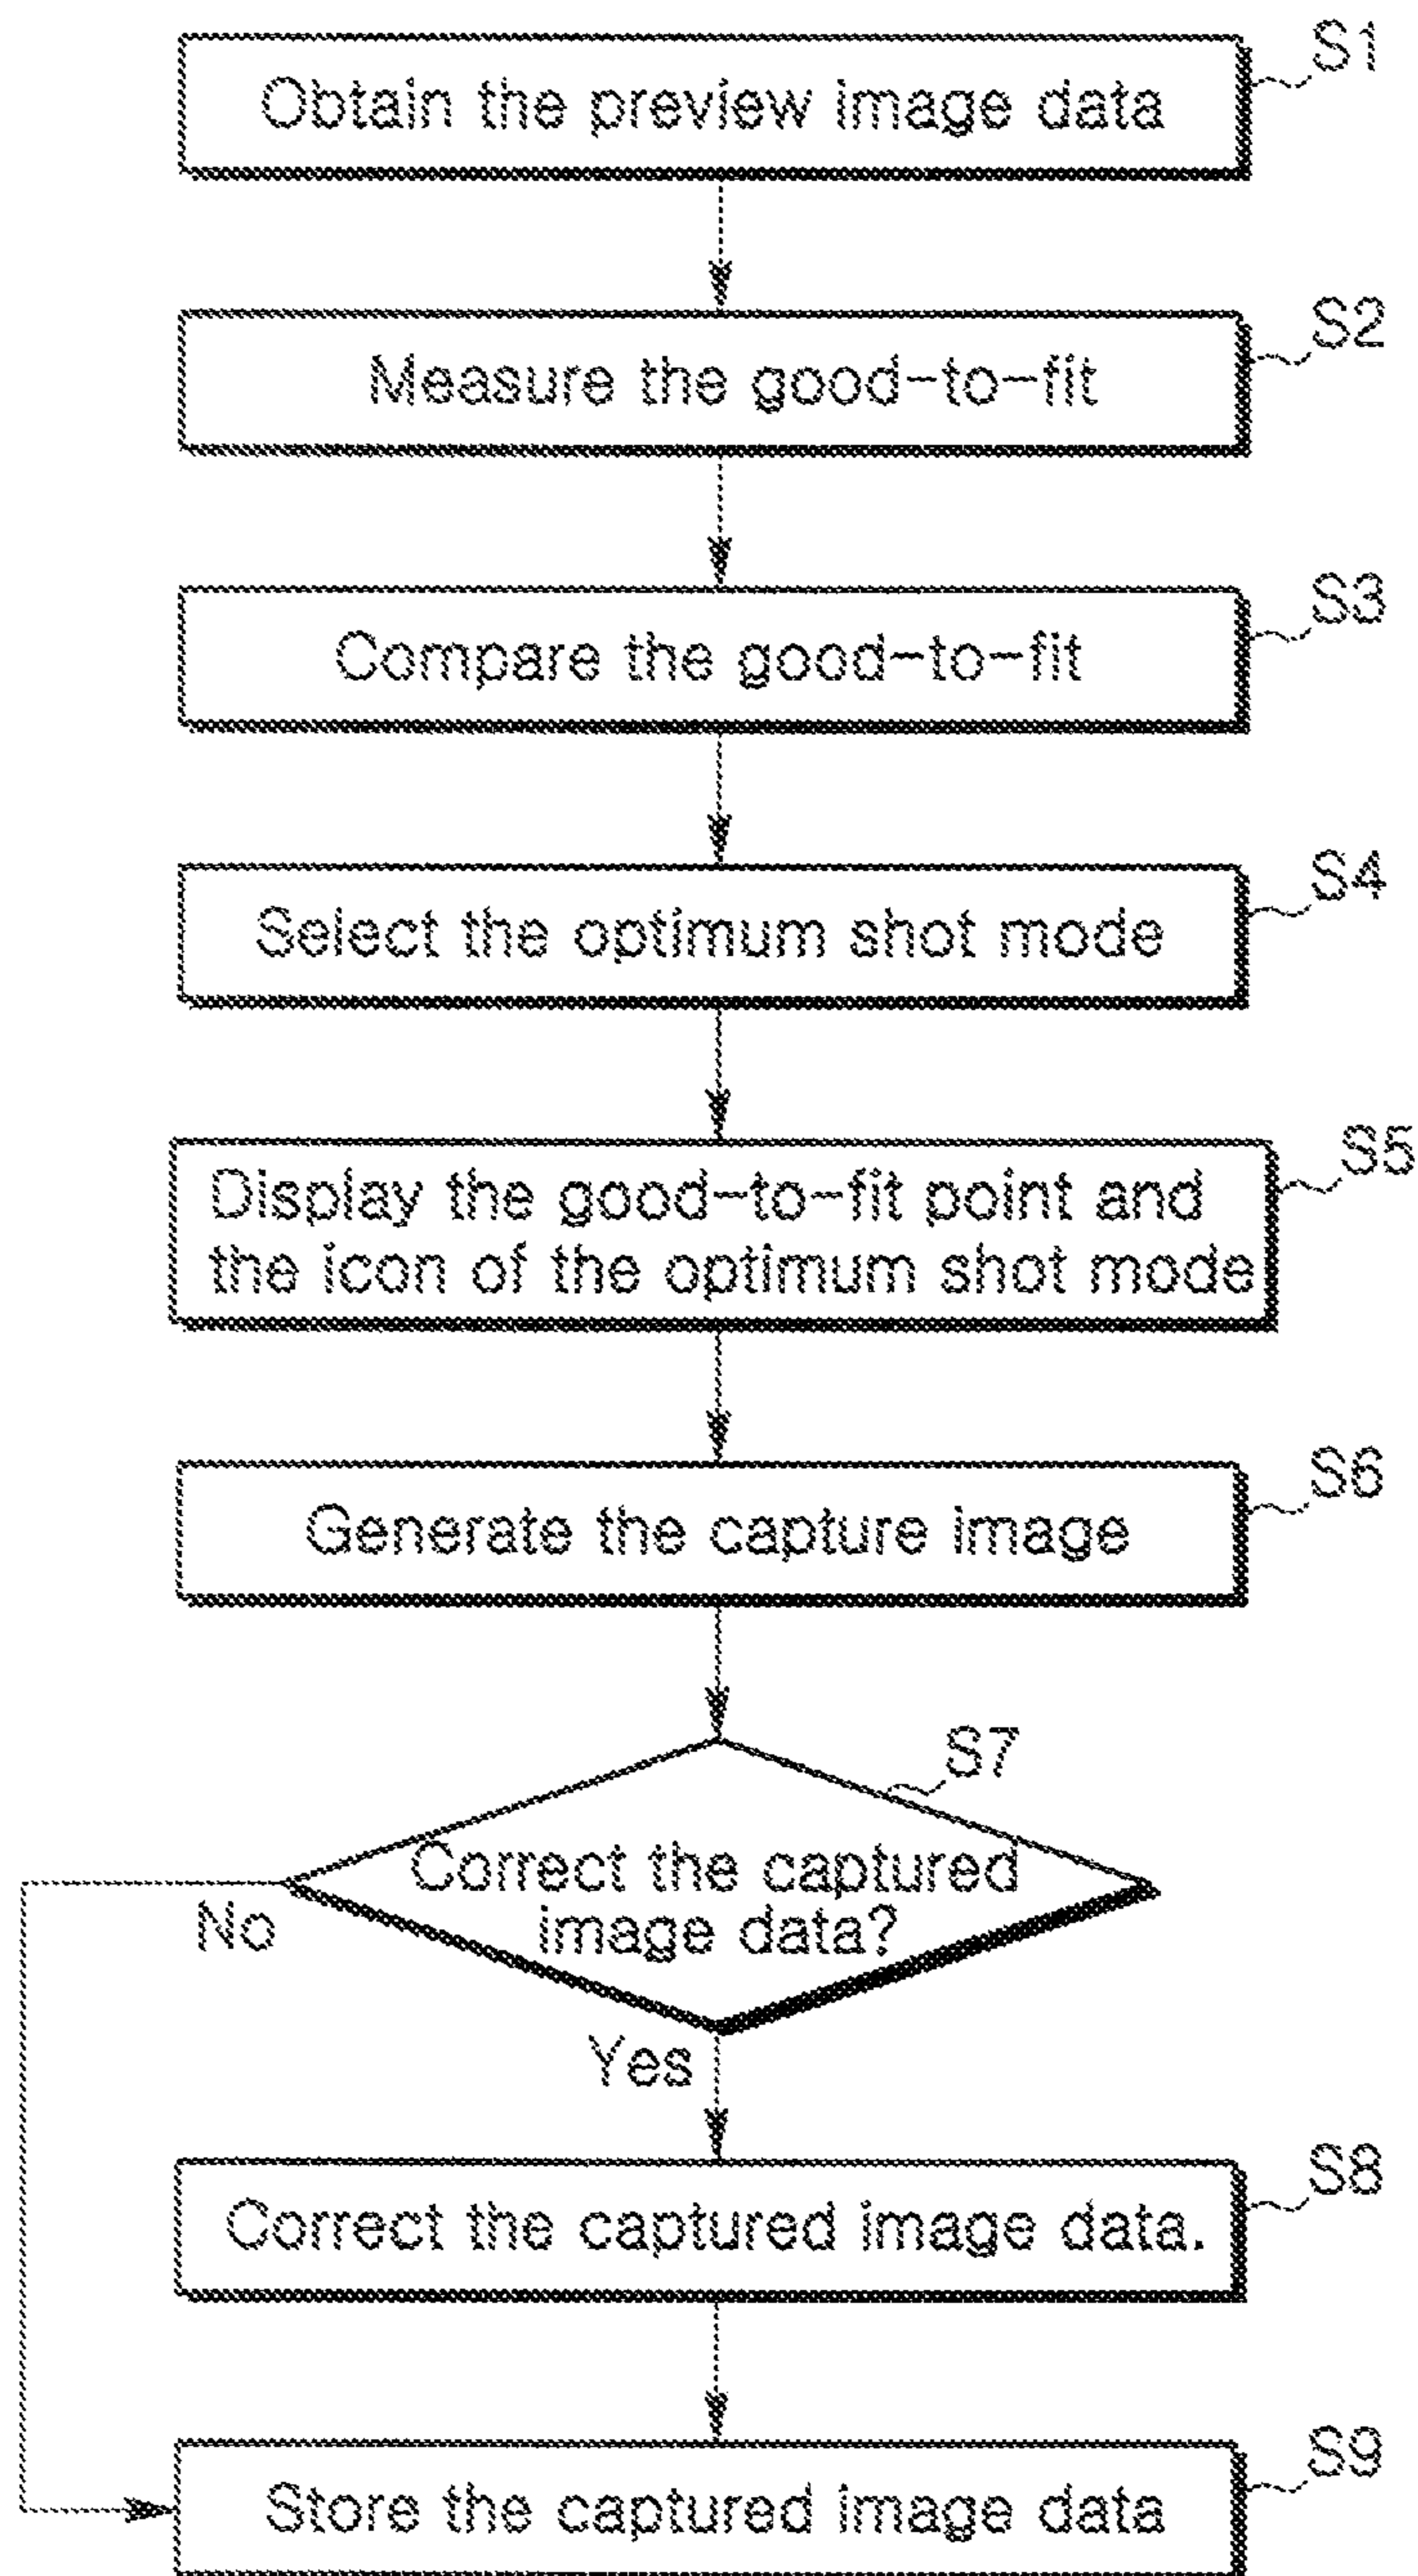 S1
Obtain the preview image data
S2
Measure the good-to-fit
S3
Compare the good-to-fit
S4
Select the optimum shot mode
S5
Display the good-to-fit point and
the icon of the optimum shot mode
S6
Generate the capture image
S7
Correct the captured
image data?
No
Yes
S8
Correct the captured image data.
S9
Store the captured image data